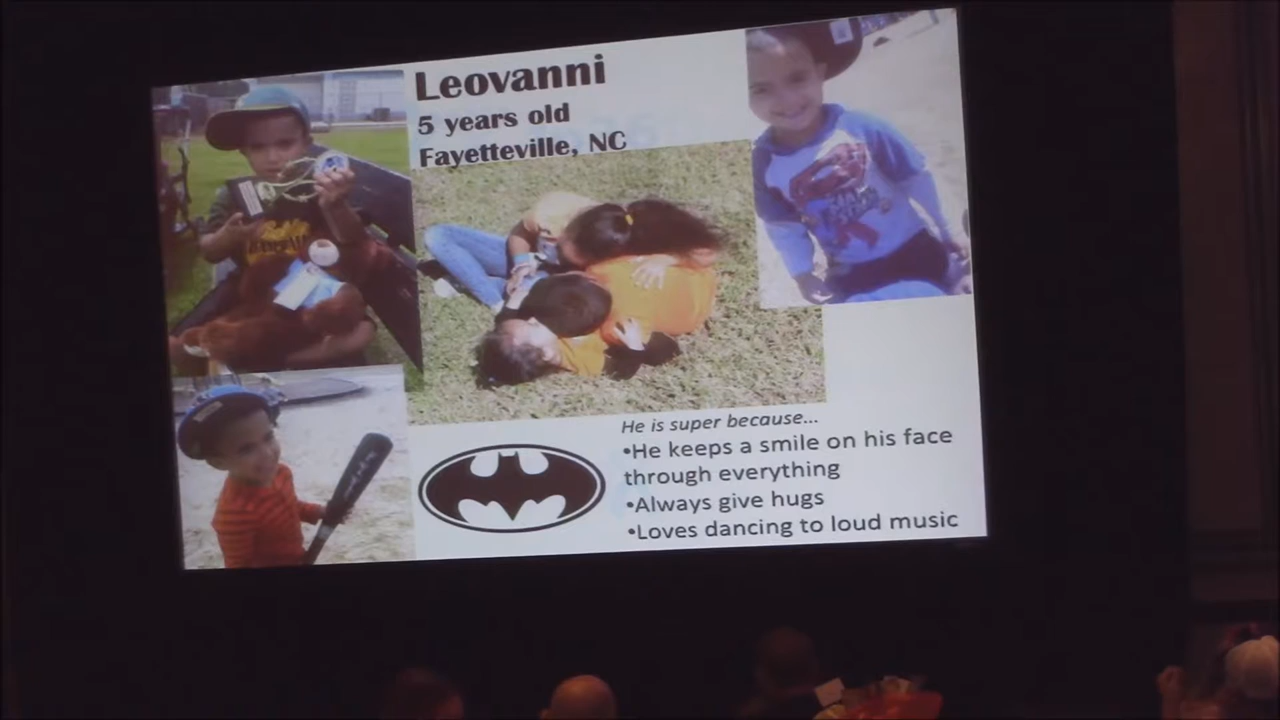 Leovanni
5 years old
Fayetteville, NC
He is super because...
•He keeps a smile on his face
through everything
•Always give hugs
•Loves dancing to loud music